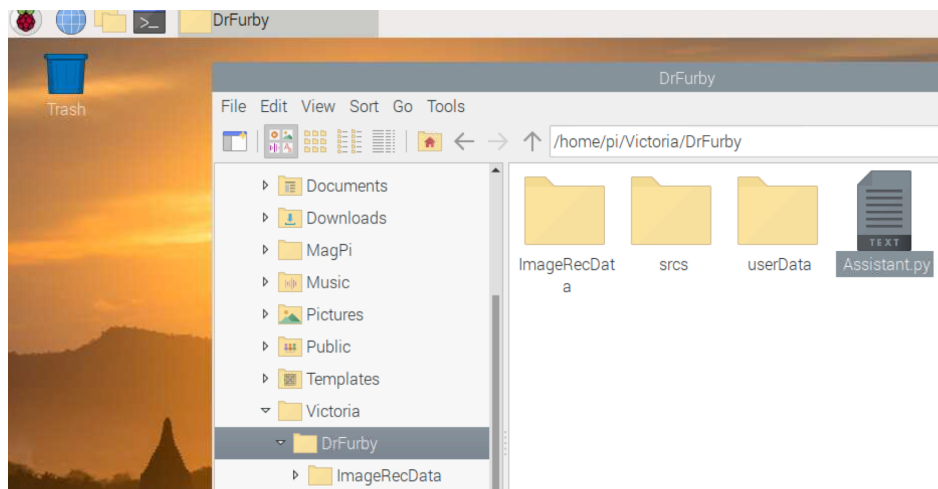 DrFurby
Trash
DrFurby
File Edit View Sort Go Tools
/home/pi/Victoria/DrFurby
Documents
Downloads
MagPi
Music
Pictures
Public
Templates
Victoria
DrFurby
ImageRecData
ImageRecDat
a
srcs
userData
TEXT
Assistant.py